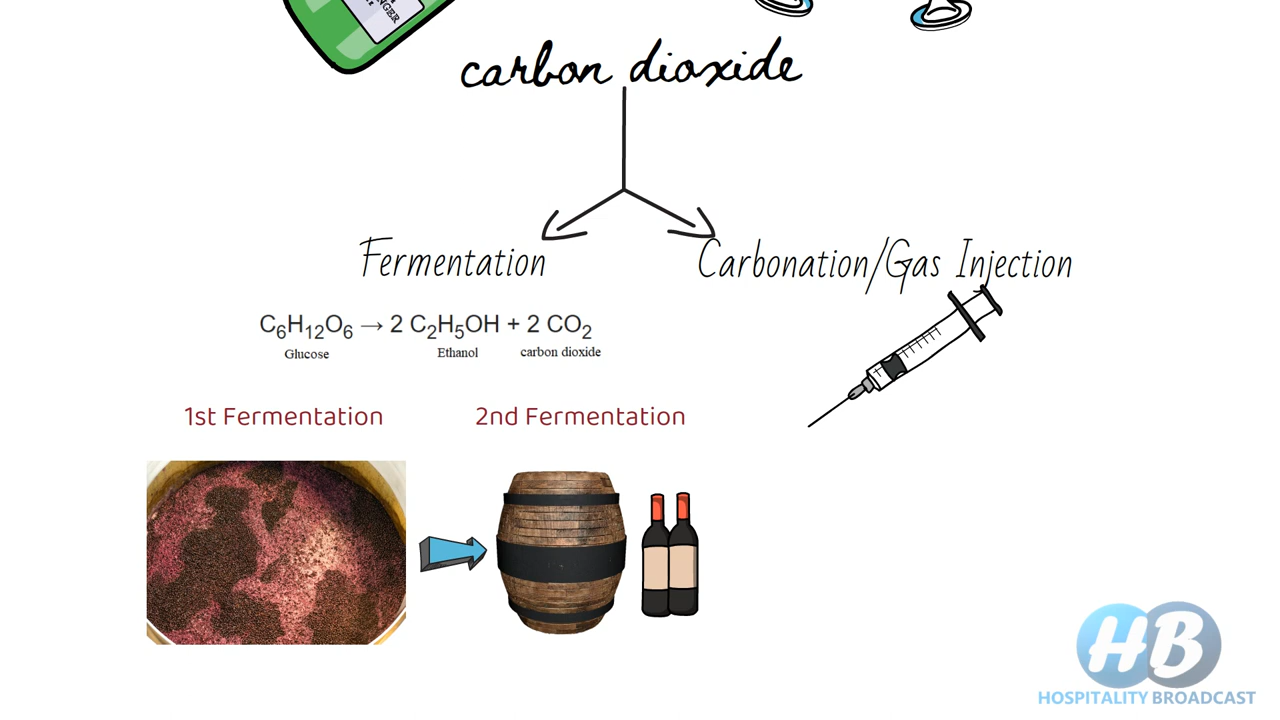 NGER
carbon dioxide
Fermentation
Carbonation/Gas Injection
C₆H₁₂O₆ → 2 C₂H₅OH + 2 CO₂
Glucose
Ethanol
carbon dioxide
1st Fermentation
2nd Fermentation
HB
HOSPITALITY BROADCAST